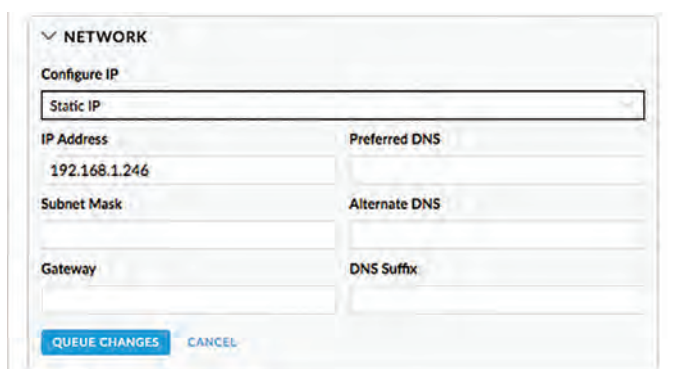 NETWORK
Configure IP
Static IP
IP Address Preferred DNS
192.168.1.246
Subnet Mask Alternate DNS
Gateway DNS Suffix
QUEUE CHANGES CANCEL